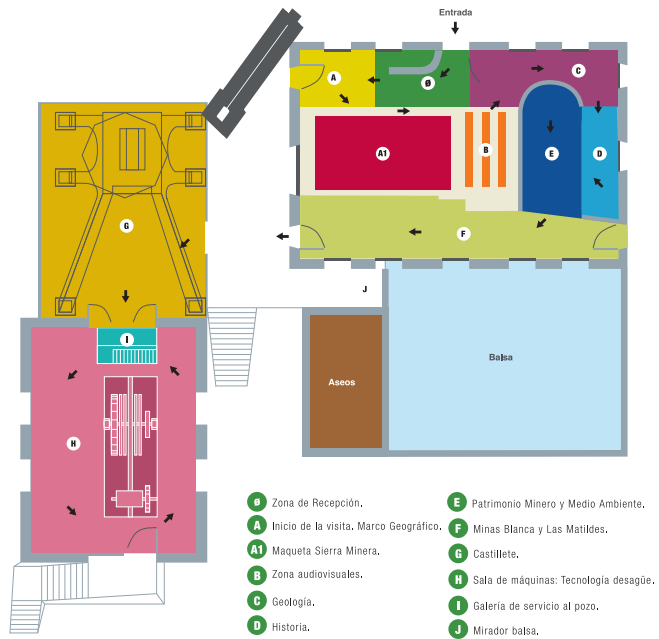 Entrada
A
Ø
C
A1
B
E
D
G
F
J
I
Balsa
Aseos
H
Ø Zona de Recepción.
A Inicio de la visita. Marco Geográfico.
A1 Maqueta Sierra Minera.
B Zona audiovisuales.
C Geología.
D Historia.
E Patrimonio Minero y Medio Ambiente.
F Minas Blanca y Las Matildes.
G Castillete.
H Sala de máquinas: Tecnología desagüe.
I Galería de servicio al pozo.
J Mirador balsa.